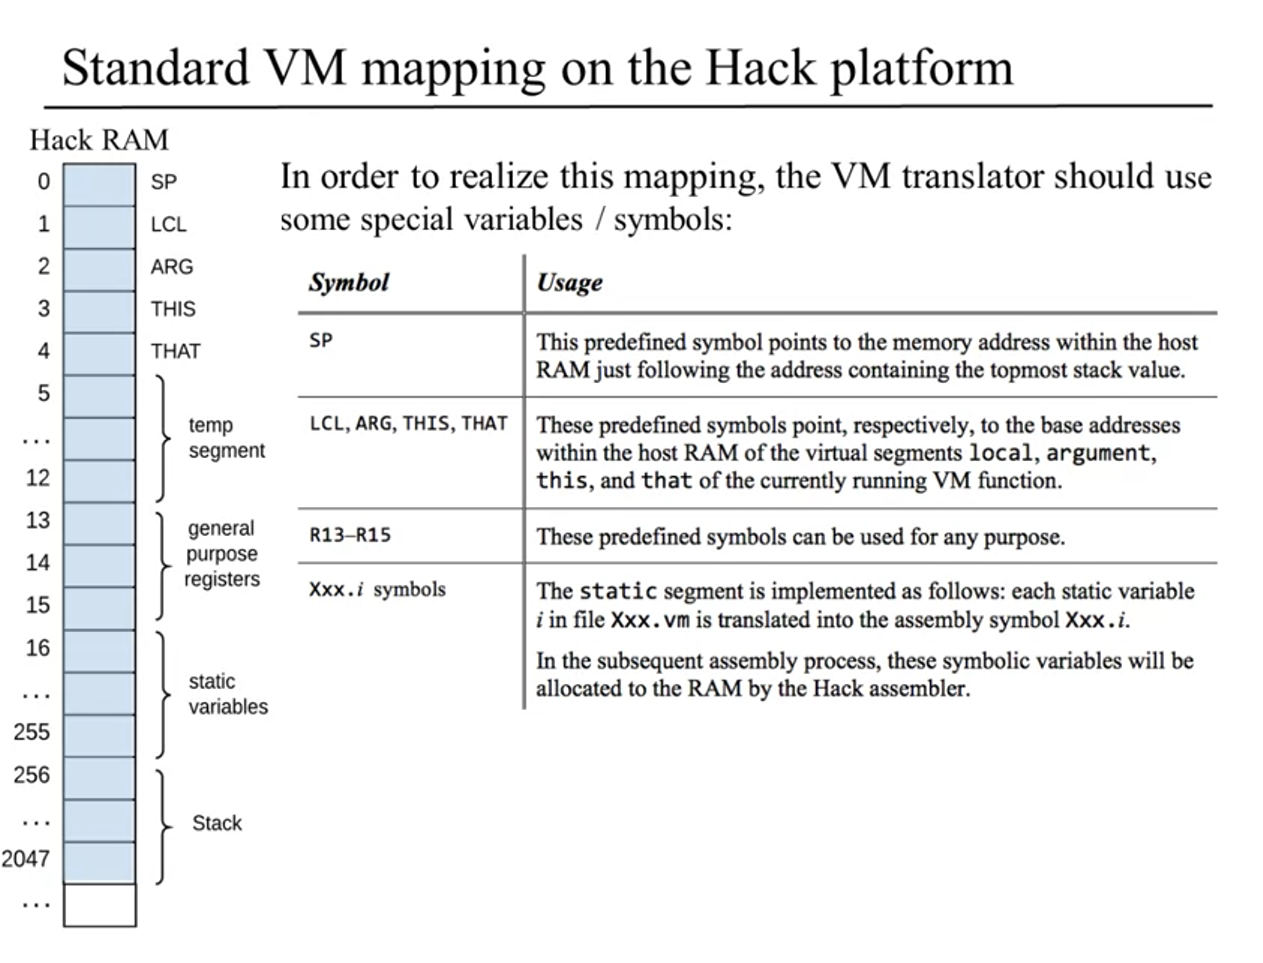 Standard VM mapping on the Hack platform
Hack RAM
0 SP
1 LCL
2 ARG
3 THIS
4 THAT
5
...
12
temp
segment
13
14
15
general
purpose
registers
16
...
255
static
variables
256
...
2047
Stack
...
In order to realize this mapping, the VM translator should use
some special variables / symbols:
Symbol Usage
SP This predefined symbol points to the memory address within the host
RAM just following the address containing the topmost stack value.
LCL, ARG, THIS, THAT These predefined symbols point, respectively, to the base addresses
within the host RAM of the virtual segments local, argument,
this, and that of the currently running VM function.
R13–R15 These predefined symbols can be used for any purpose.
Xxx.i symbols The static segment is implemented as follows: each static variable
i in file Xxx.vm is translated into the assembly symbol Xxx.i.
In the subsequent assembly process, these symbolic variables will be
allocated to the RAM by the Hack assembler.